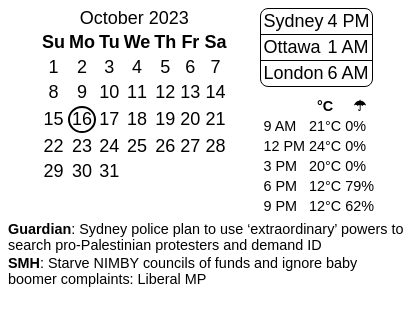 October 2023
Su Mo Tu We Th Fr Sa
1 2 3 4 5 6 7
8 9 10 11 12 13 14
15 16 17 18 19 20 21
22 23 24 25 26 27 28
29 30 31
Sydney 4 PM
Ottawa 1 AM
London 6 AM
°C ☂
9 AM 21°C 0%
12 PM 24°C 0%
3 PM 20°C 0%
6 PM 12°C 79%
9 PM 12°C 62%
Guardian: Sydney police plan to use ‘extraordinary’ powers to
search pro-Palestinian protesters and demand ID
SMH: Starve NIMBY councils of funds and ignore baby
boomer complaints: Liberal MP